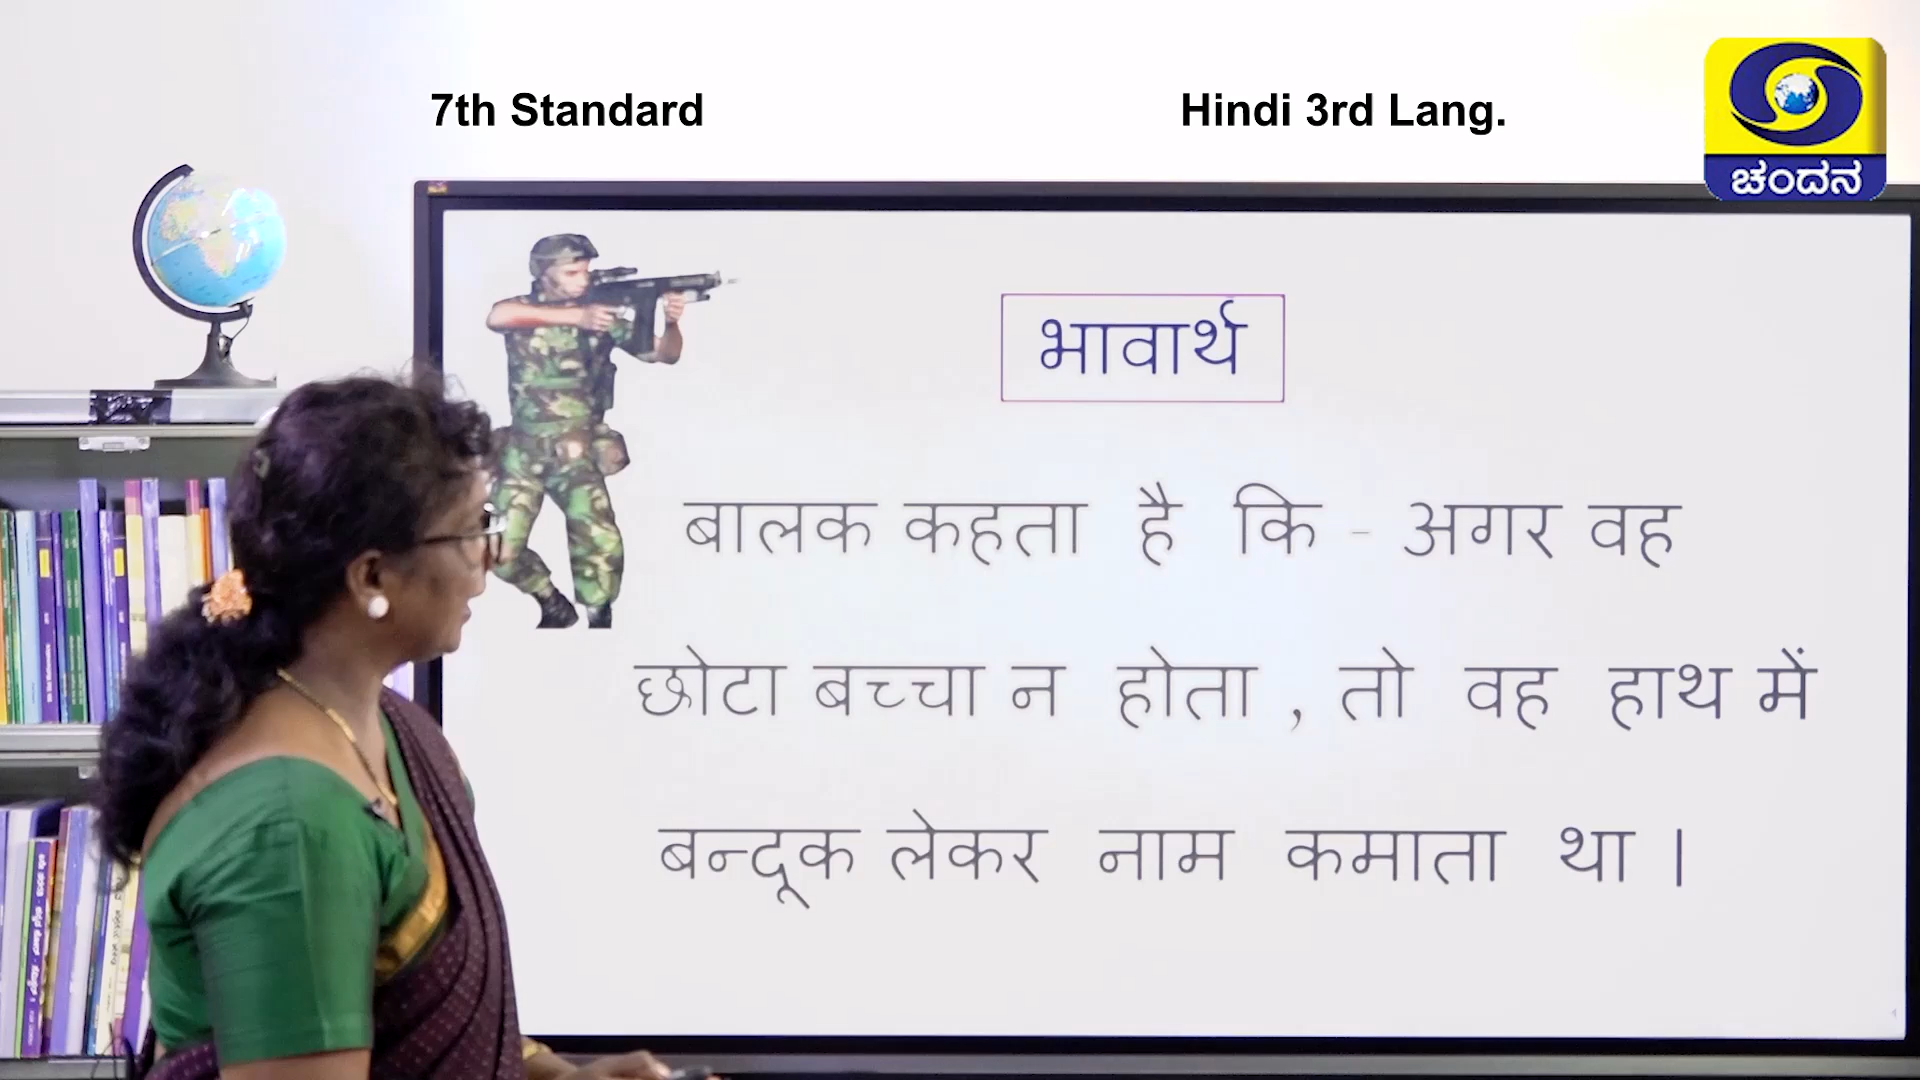 7th Standard
Hindi 3rd Lang.
ಚಂದನ
भावार्थ
बालक कहता है कि - अगर वह
छोटा बच्चा न होता , तो वह हाथ में
बन्दूक लेकर नाम कमाता था ।